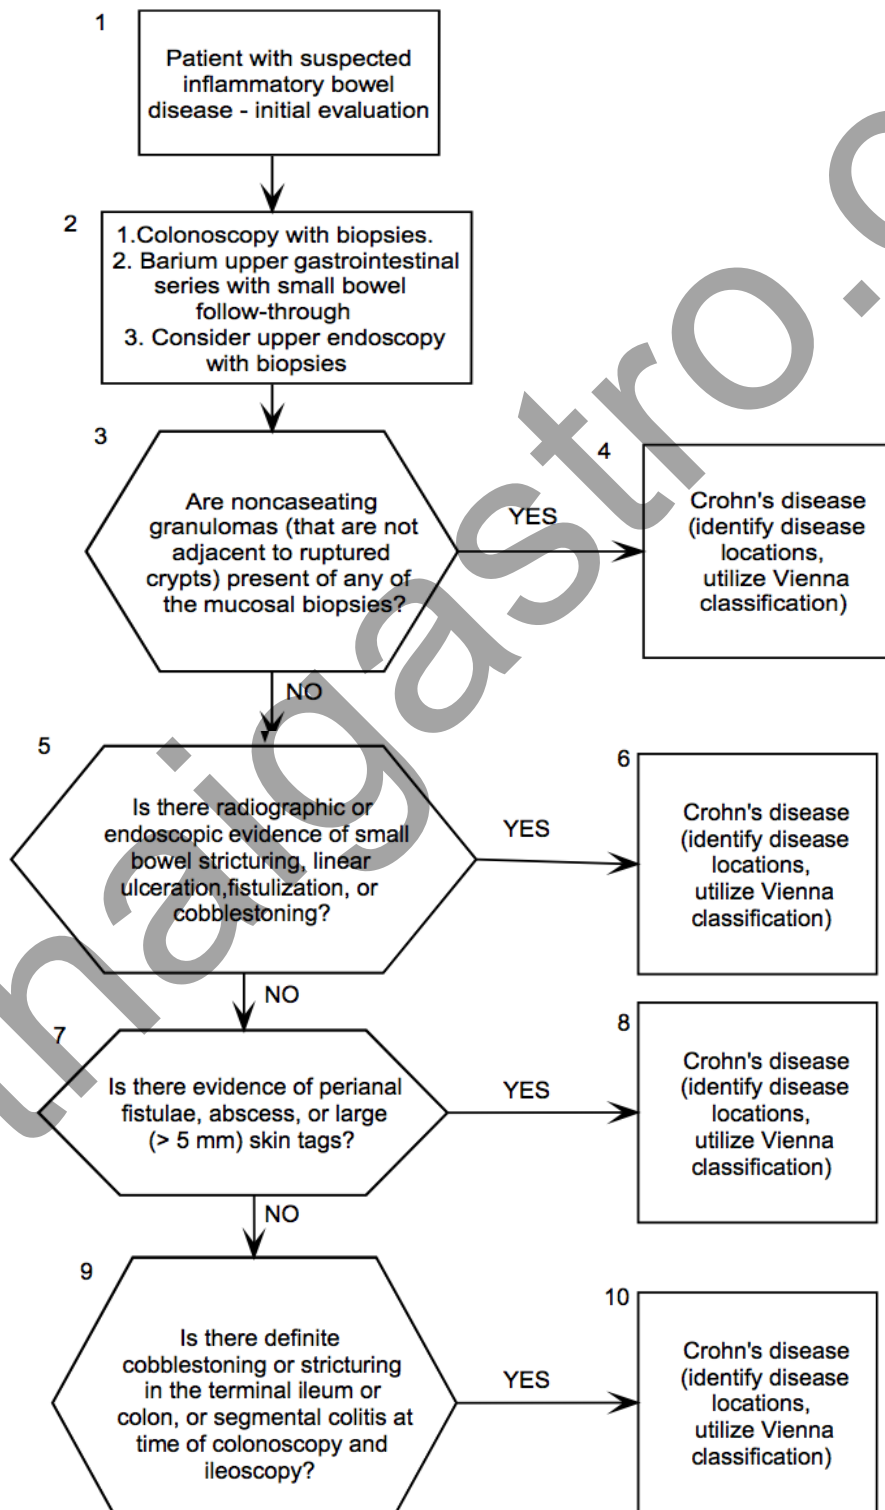 1
Patient with suspected
inflammatory bowel
disease - initial evaluation
2
1.Colonoscopy with biopsies.
2. Barium upper gastrointestinal
series with small bowel
follow-through
3. Consider upper endoscopy
with biopsies
3
Are noncaseating
granulomas (that are not
adjacent to ruptured
crypts) present of any of
the mucosal biopsies?
YES
4
Crohn's disease
(identify disease
locations,
utilize Vienna
classification)
NO
5
Is there radiographic or
endoscopic evidence of small
bowel stricturing, linear
ulceration,fistulization, or
cobblestoning?
YES
6
Crohn's disease
(identify disease
locations,
utilize Vienna
classification)
NO
7
Is there evidence of perianal
fistulae, abscess, or large
(> 5 mm) skin tags?
YES
8
Crohn's disease
(identify disease
locations,
utilize Vienna
classification)
NO
9
Is there definite
cobblestoning or stricturing
in the terminal ileum or
colon, or segmental colitis at
time of colonoscopy and
ileoscopy?
YES
10
Crohn's disease
(identify disease
locations,
utilize Vienna
classification)